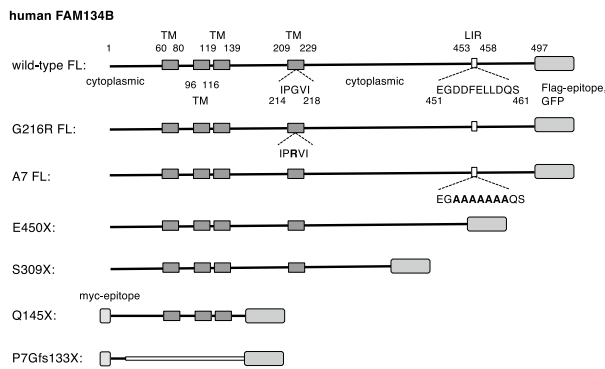 human FAM134B
TM TM TM LIR
1 60 80 119 139 209 229 453 458 497
wild-type FL:
cytoplasmic cytoplasmic
96 116
TM
IPGVI
214 218
EGDDFELLDQS
451 461
Flag-epitope,
GFP
G216R FL:
IPRVI
A7 FL:
EGAAAAAAAQS
E450X:
S309X:
myc-epitope
Q145X:
P7Gfs133X: